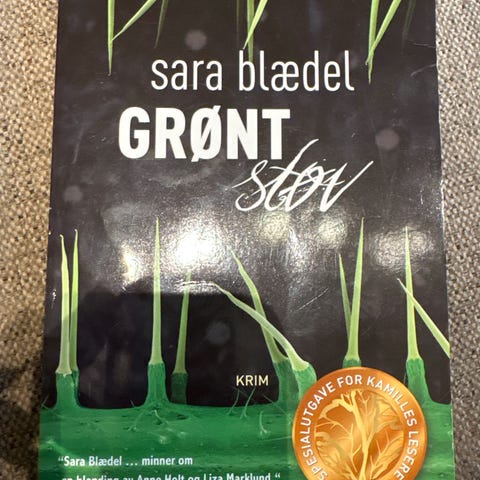 sara blædel
GRØNT
støv
KRIM
SPESIALUTGAVE FOR KAMILLES LESERE
"Sara Blædel ... minner om
en blanding av Anne Holt og Liza Marklund."